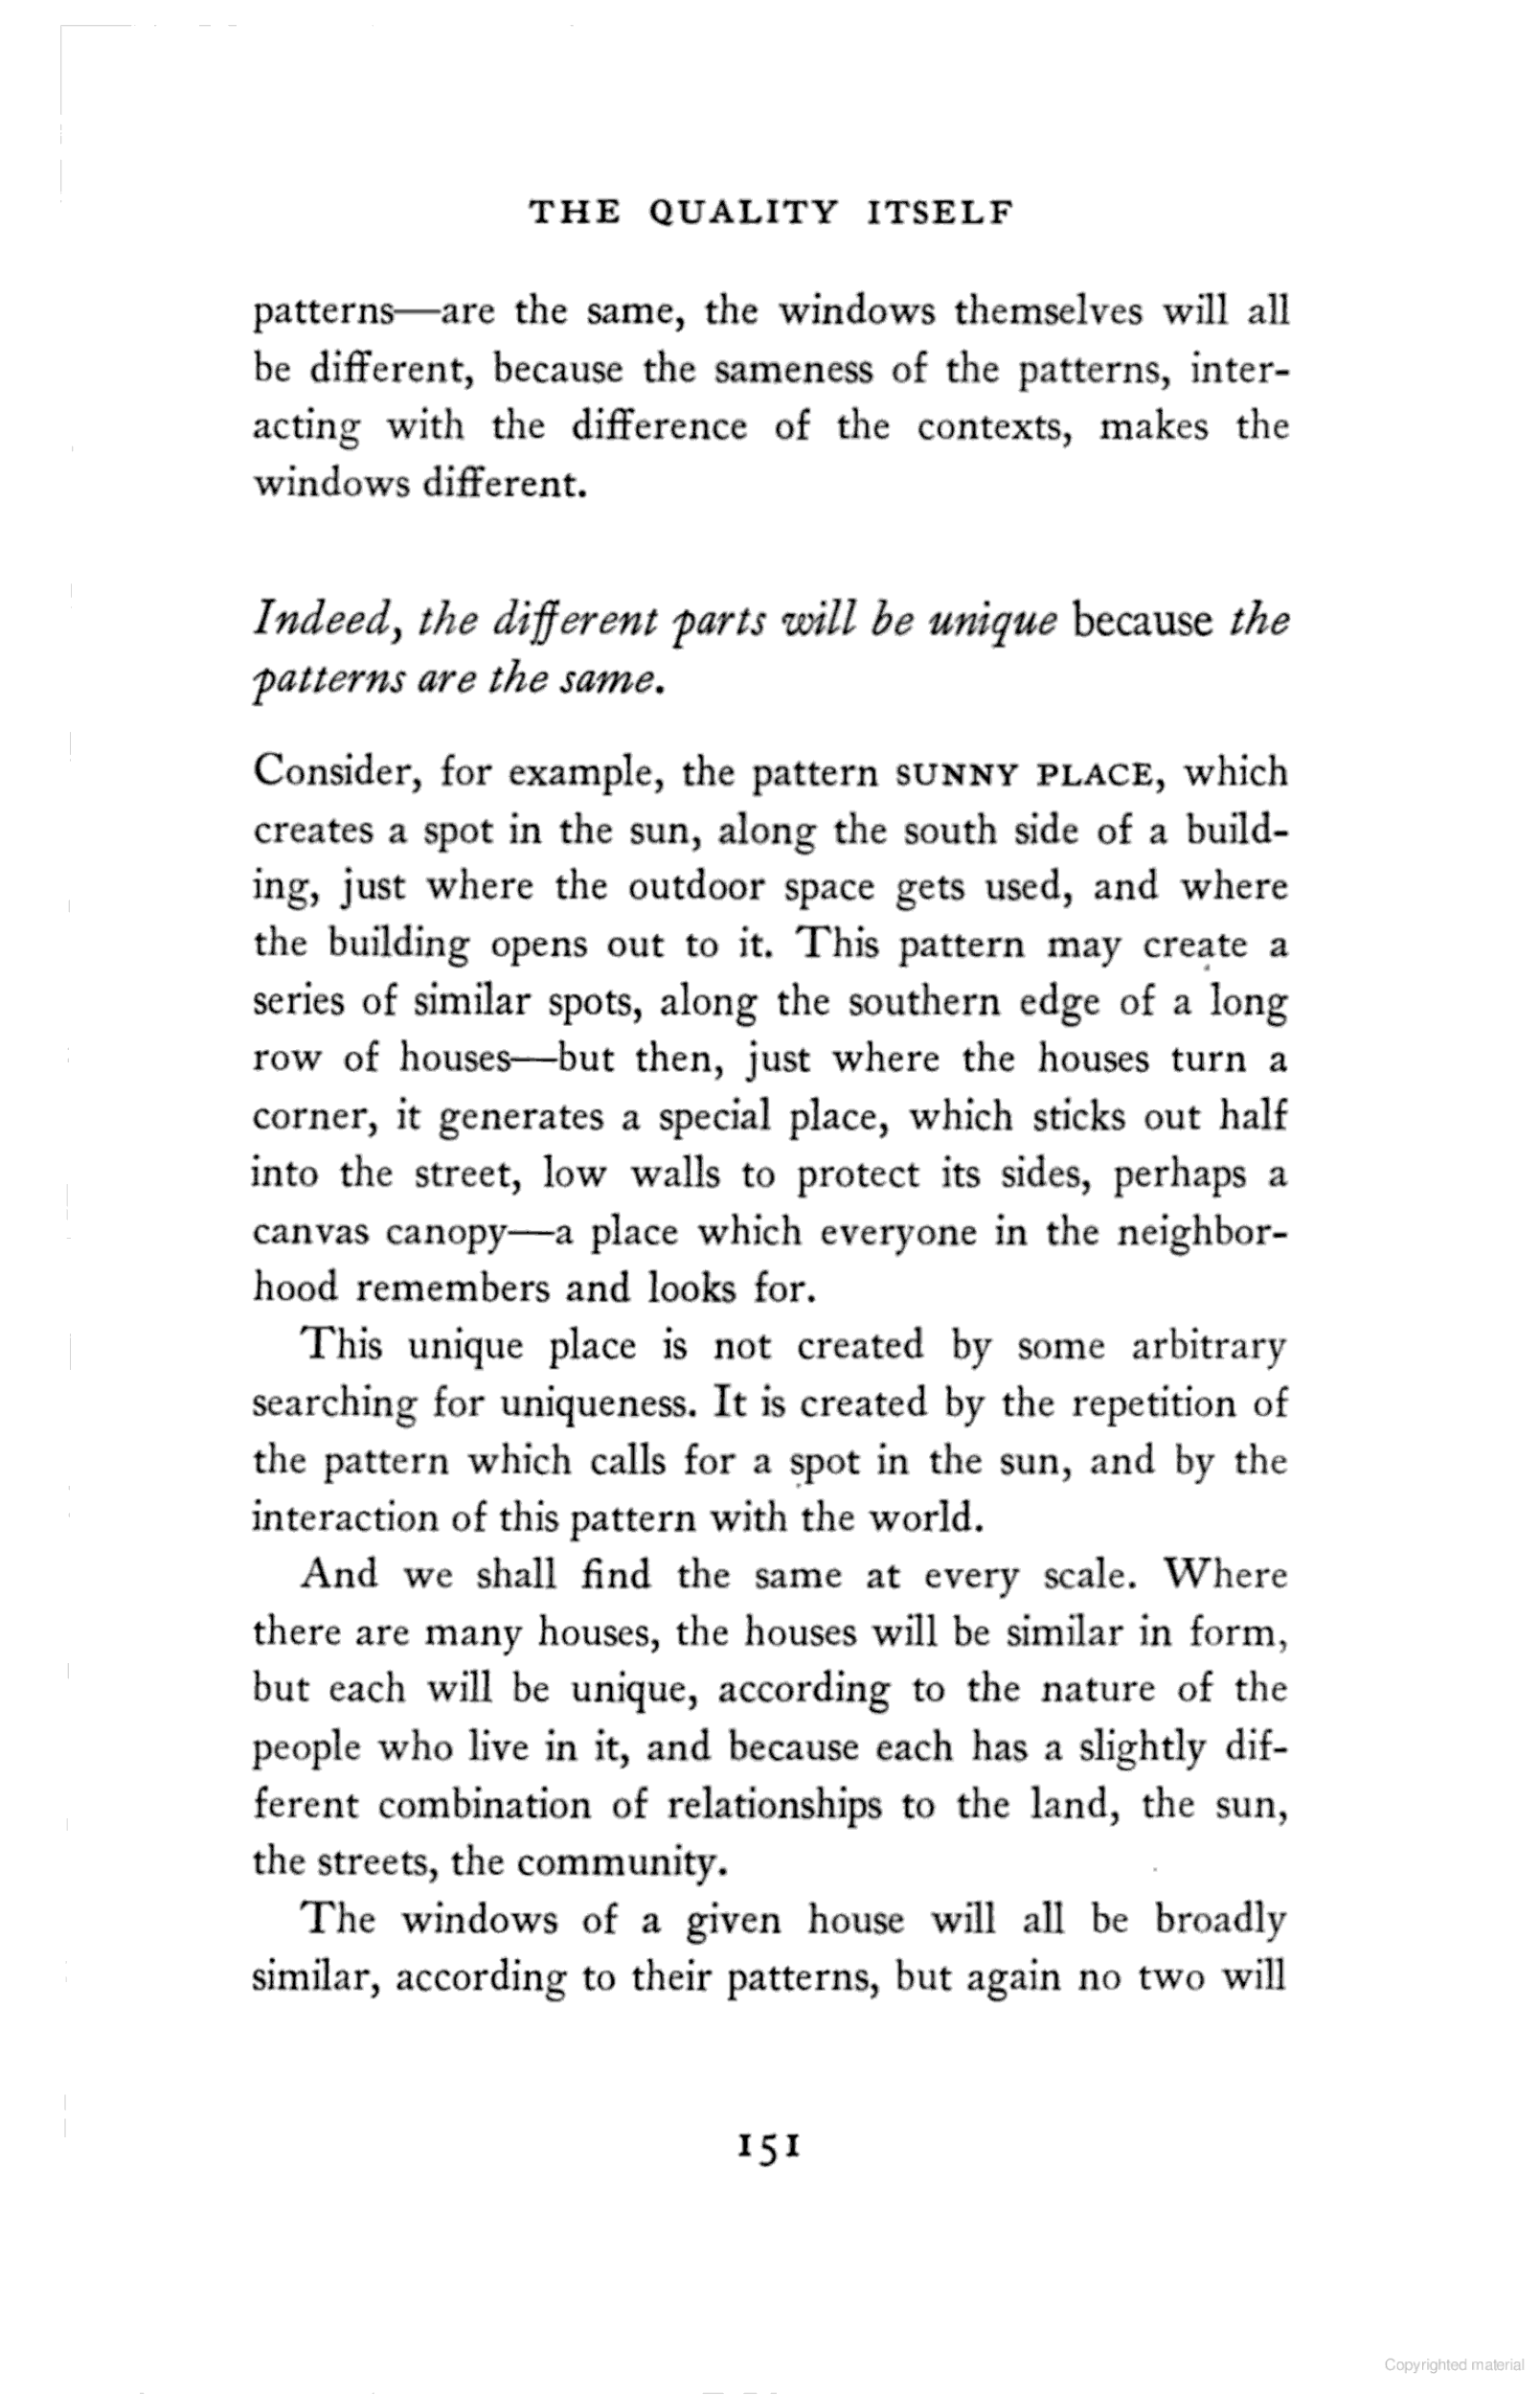 THE QUALITY ITSELF
patterns—are the same, the windows themselves will all
be different, because the sameness of the patterns, inter-
acting with the difference of the contexts, makes the
windows different.
Indeed, the different parts will be unique because the
patterns are the same.
Consider, for example, the pattern SUNNY PLACE, which
creates a spot in the sun, along the south side of a build-
ing, just where the outdoor space gets used, and where
the building opens out to it. This pattern may create a
series of similar spots, along the southern edge of a long
row of houses—but then, just where the houses turn a
corner, it generates a special place, which sticks out half
into the street, low walls to protect its sides, perhaps a
canvas canopy—a place which everyone in the neighbor-
hood remembers and looks for.
This unique place is not created by some arbitrary
searching for uniqueness. It is created by the repetition of
the pattern which calls for a spot in the sun, and by the
interaction of this pattern with the world.
And we shall find the same at every scale. Where
there are many houses, the houses will be similar in form,
but each will be unique, according to the nature of the
people who live in it, and because each has a slightly dif-
ferent combination of relationships to the land, the sun,
the streets, the community.
The windows of a given house will all be broadly
similar, according to their patterns, but again no two will
151
Copyrighted material